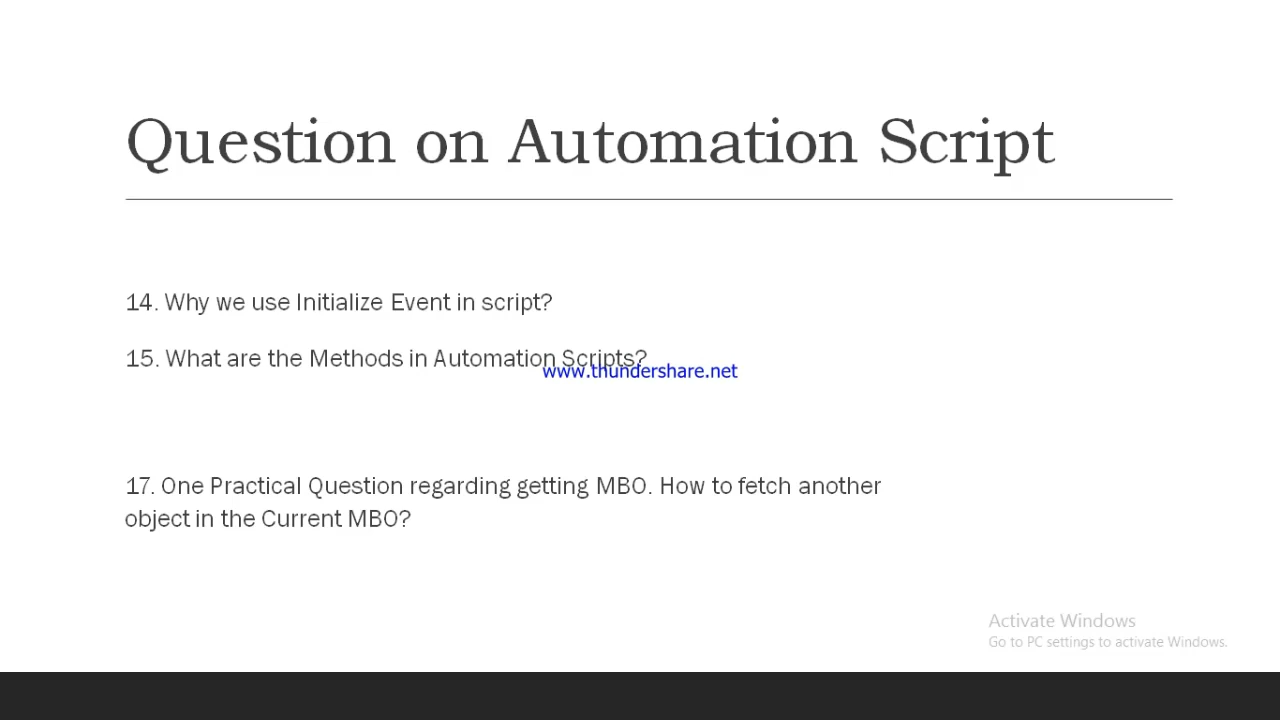 Question on Automation Script
14. Why we use Initialize Event in script?
15. What are the Methods in Automation Scripts?
www.thundershare.net
17. One Practical Question regarding getting MBO. How to fetch another
object in the Current MBO?
Activate Windows
Go to PC settings to activate Windows.